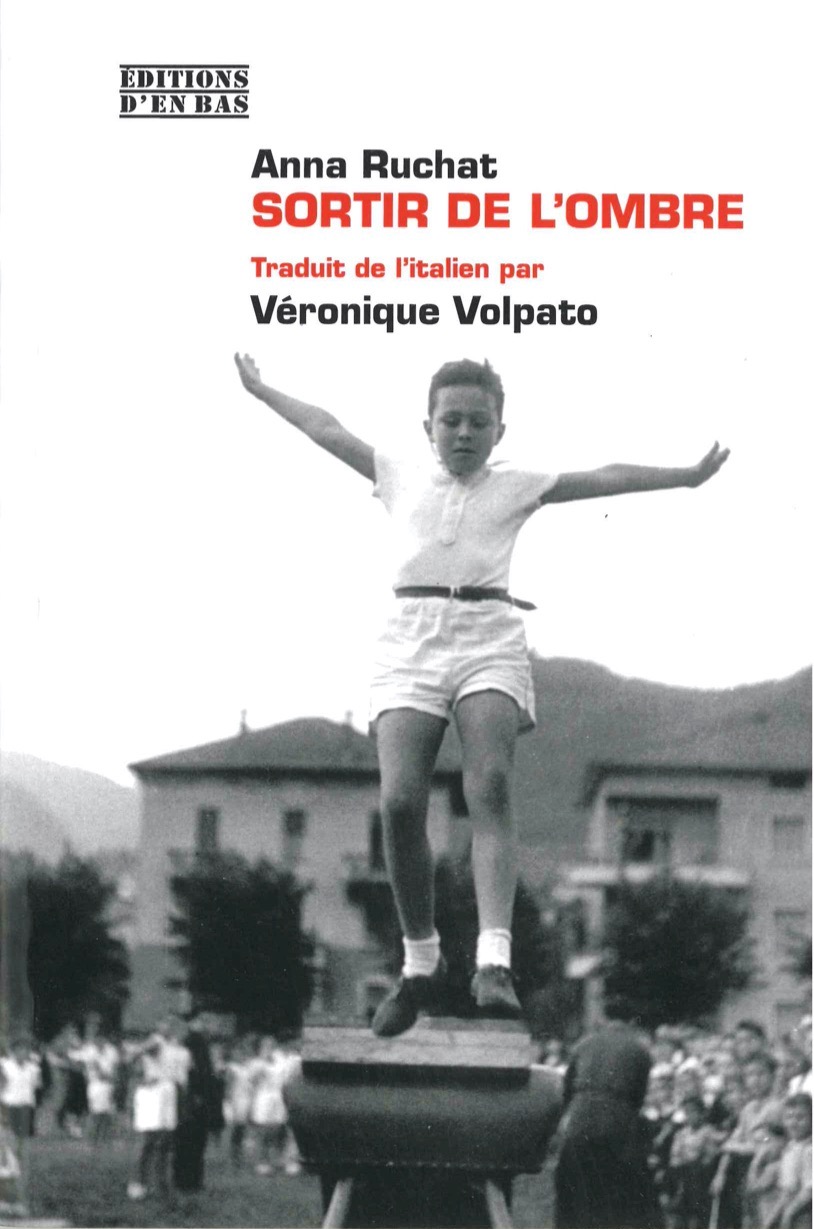 ÉDITIONS
D'EN BAS
Anna Ruchat
SORTIR DE L'OMBRE
Traduit de l'italien par
Véronique Volpato